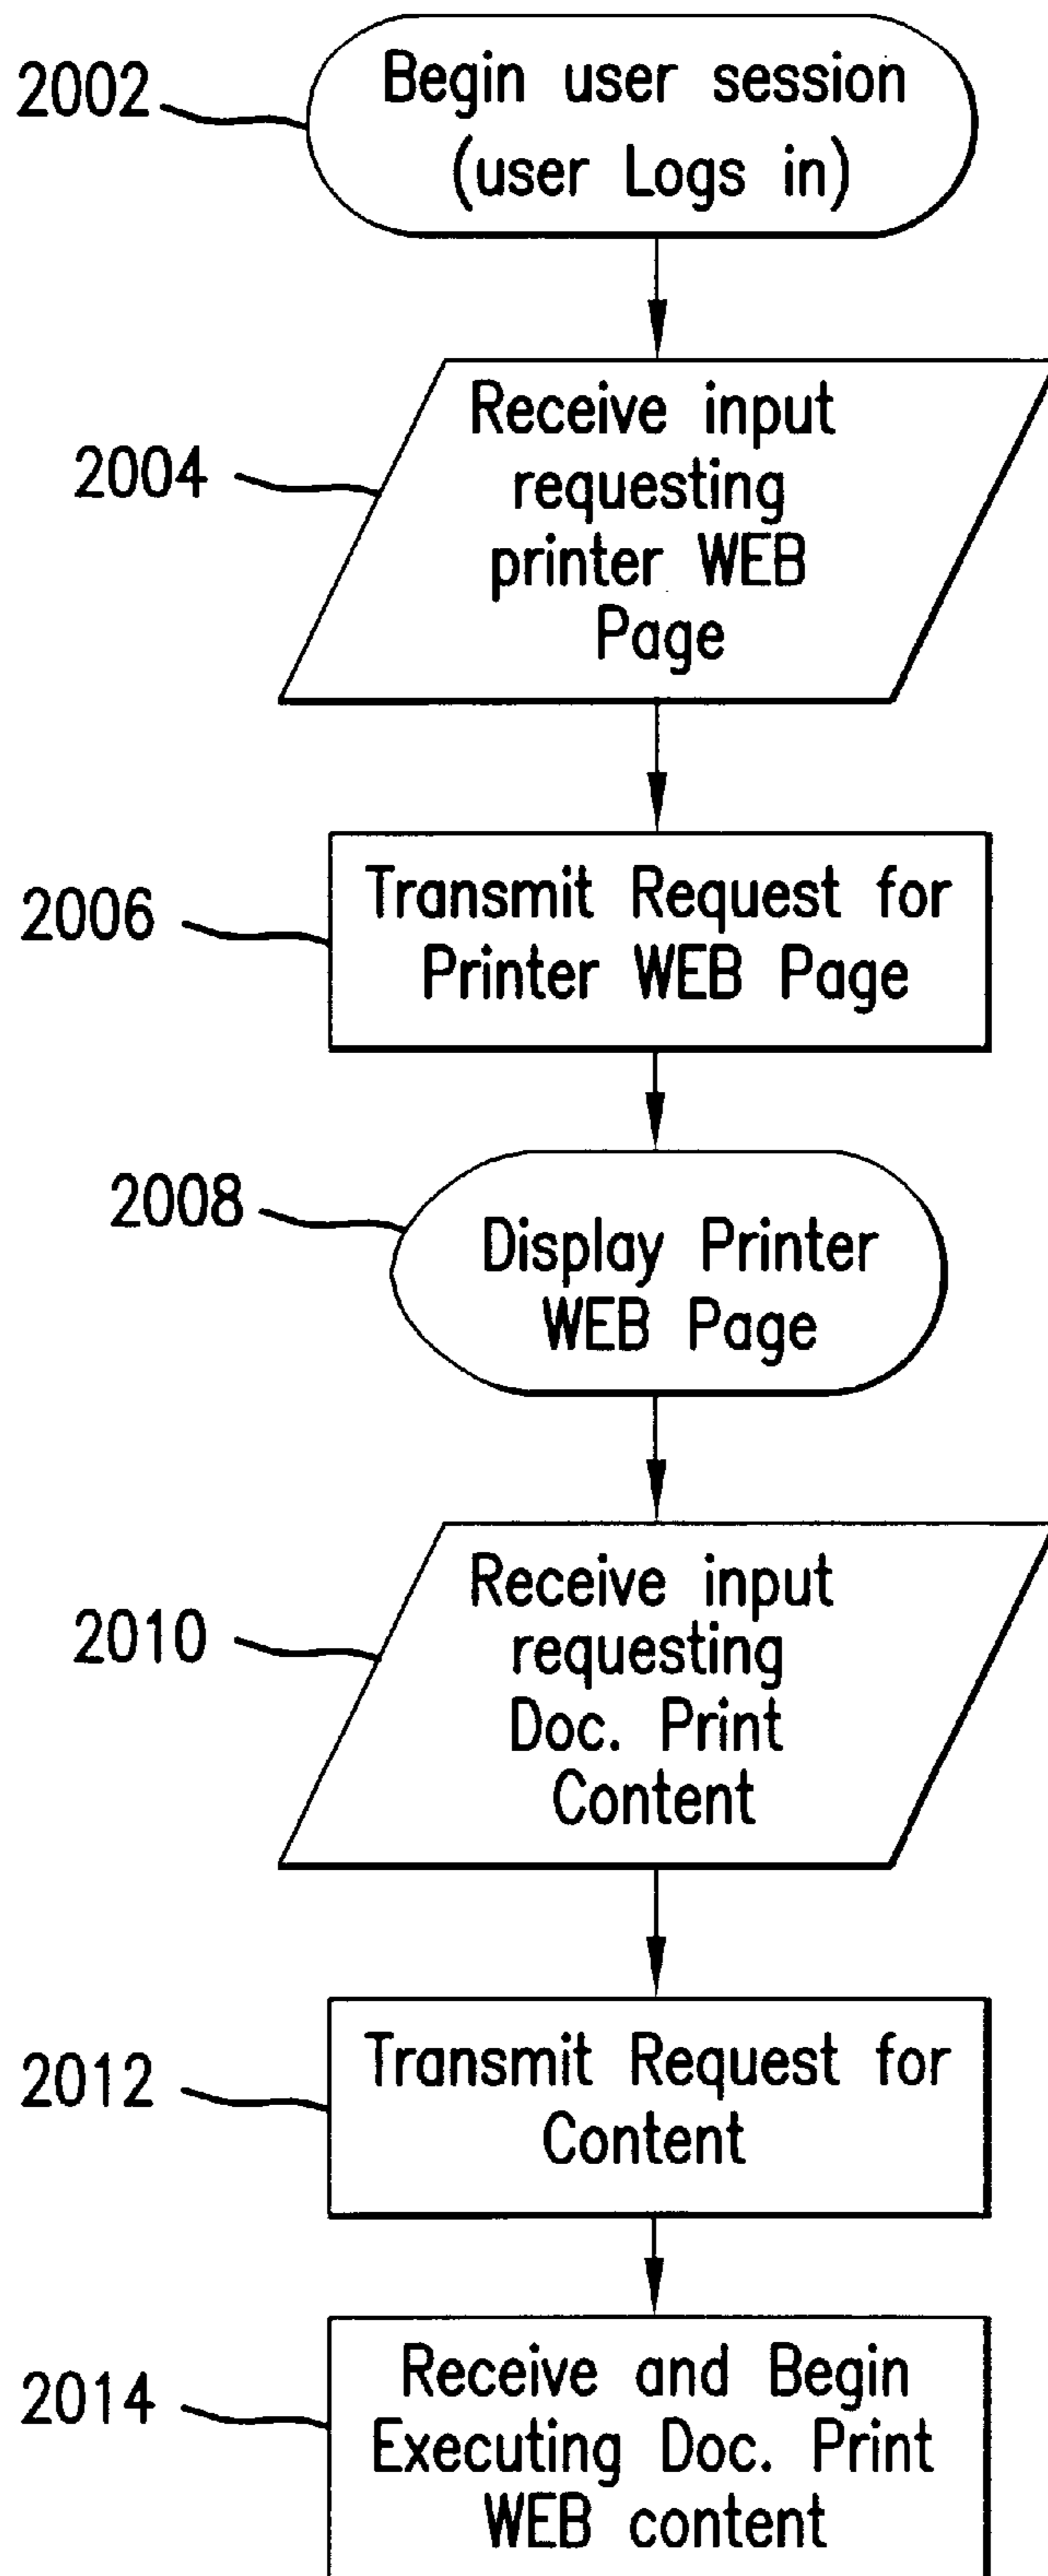 2002
Begin user session
(user Logs in)
2004
Receive input
requesting
printer WEB
Page
2006
Transmit Request for
Printer WEB Page
2008
Display Printer
WEB Page
2010
Receive input
requesting
Doc. Print
Content
2012
Transmit Request for
Content
2014
Receive and Begin
Executing Doc. Print
WEB content